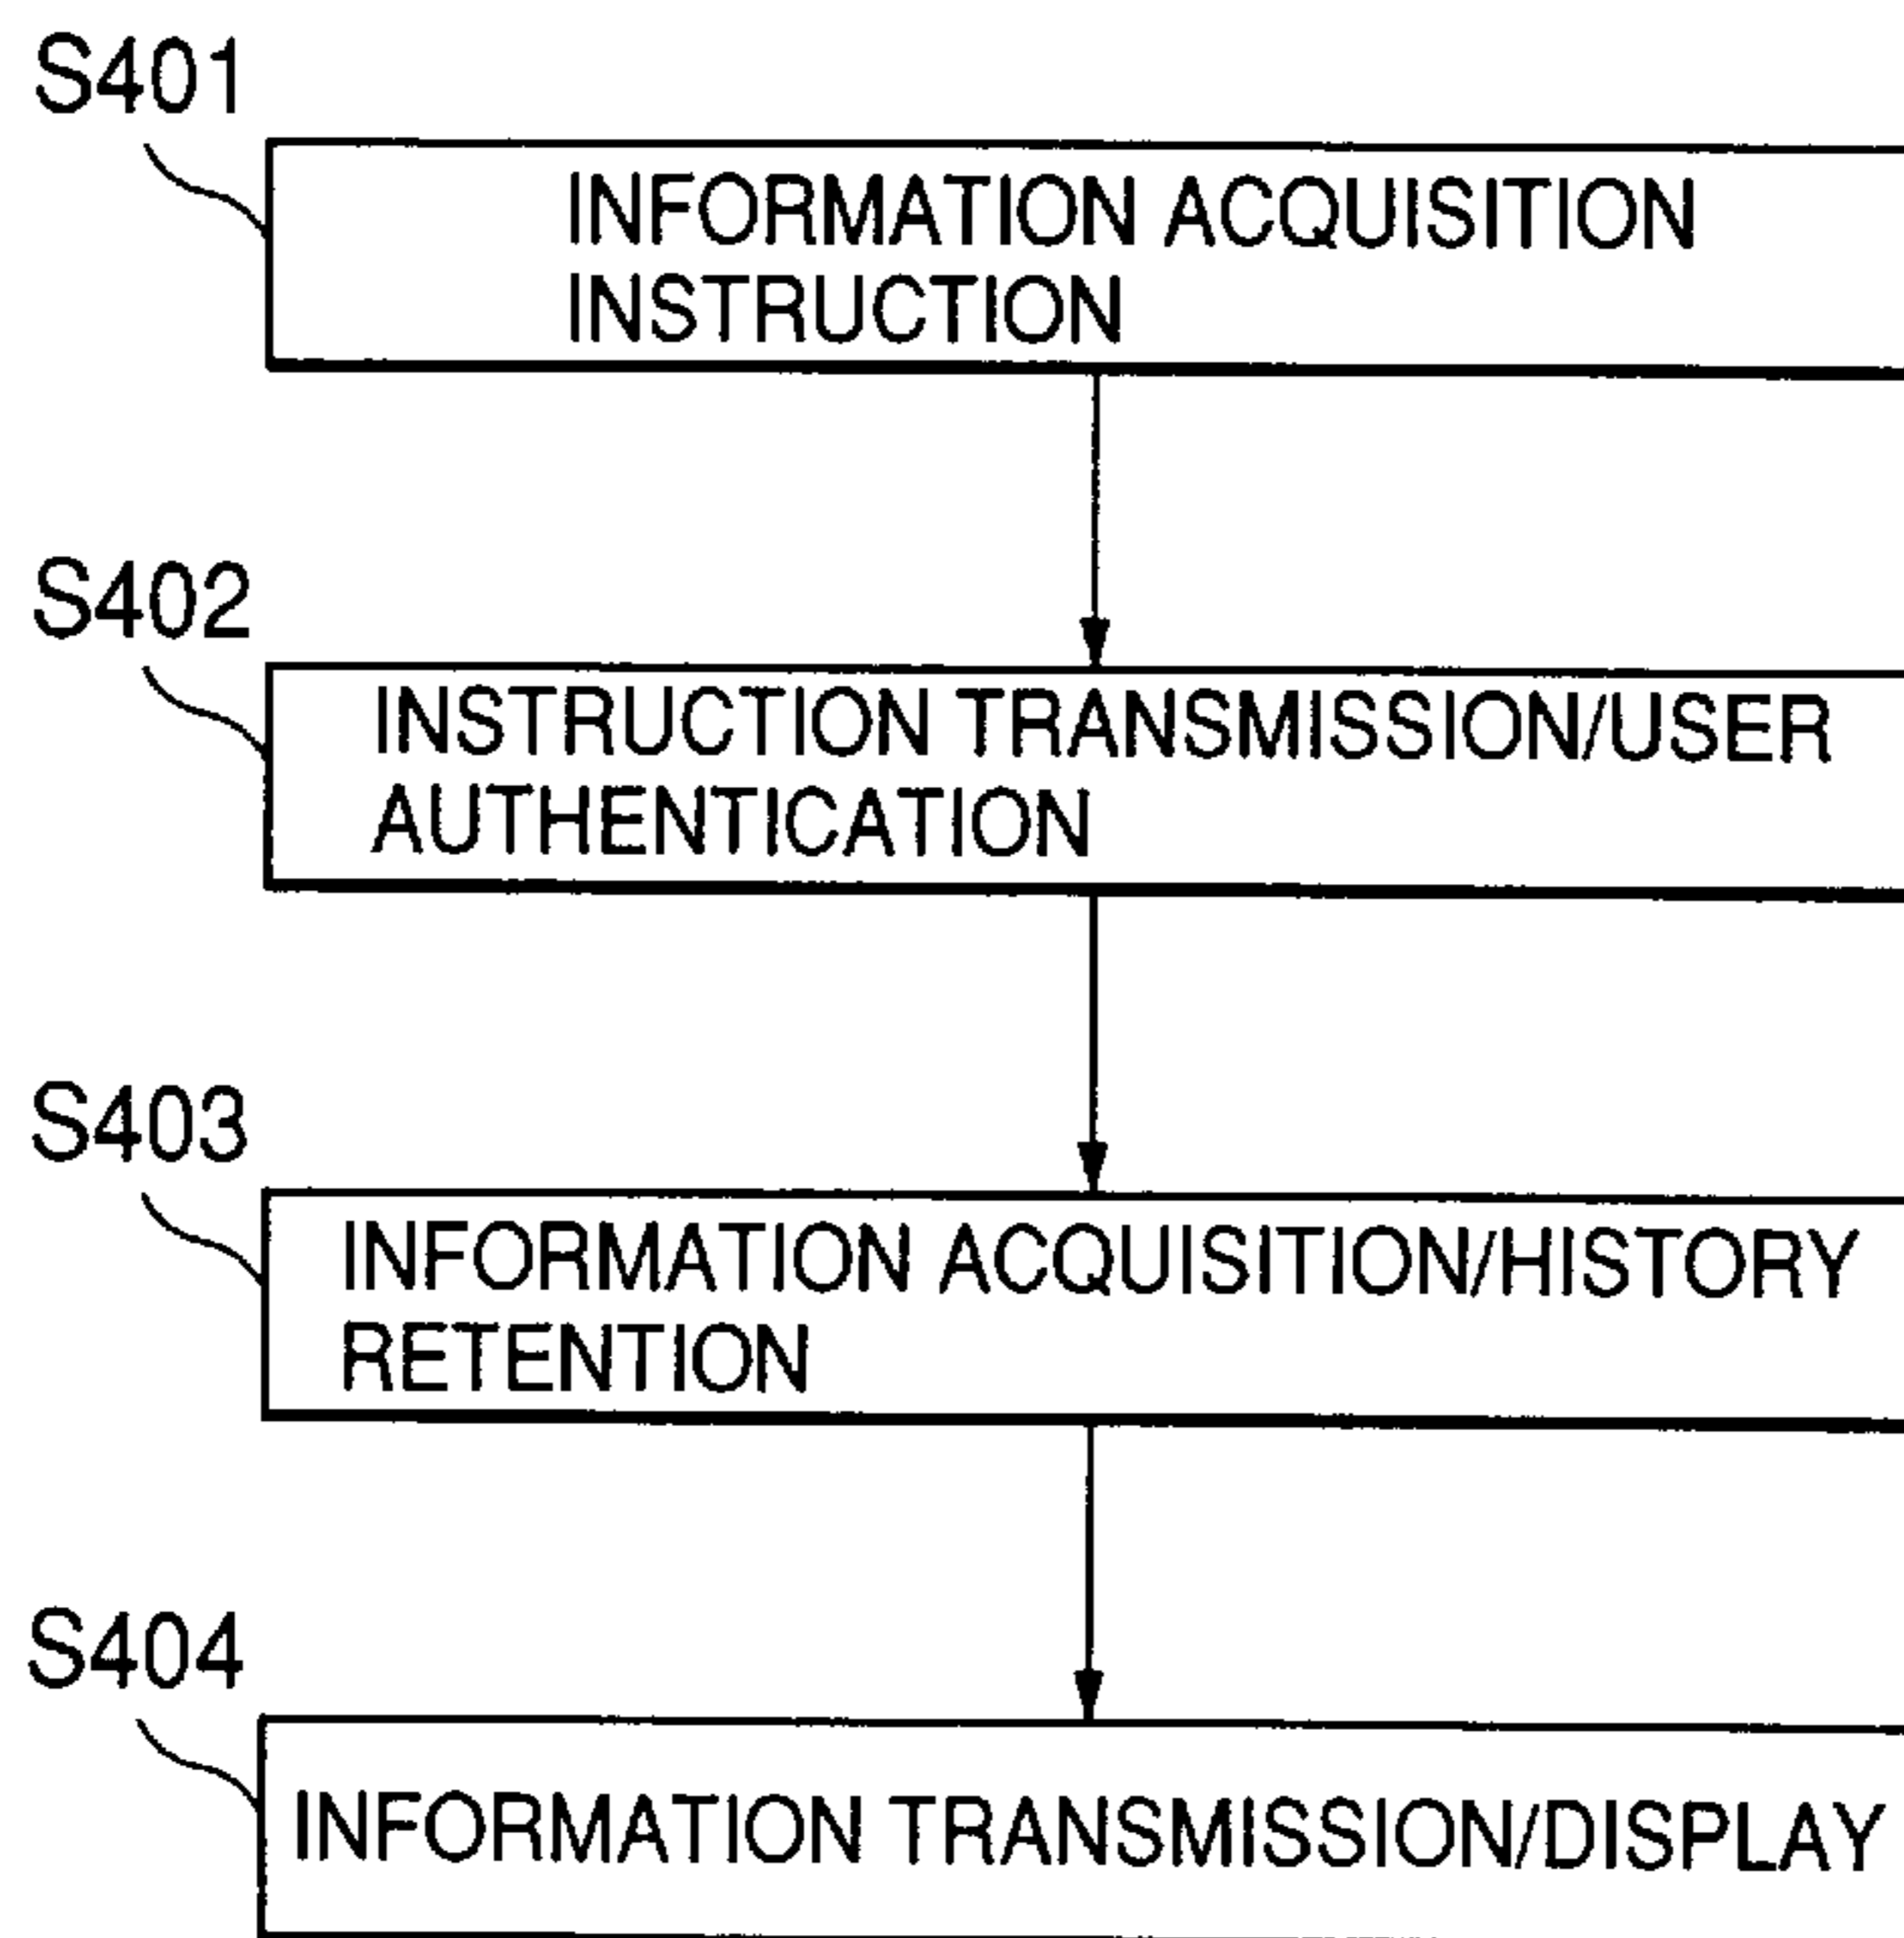 S401
INFORMATION ACQUISITION
INSTRUCTION
S402
INSTRUCTION TRANSMISSION/USER
AUTHENTICATION
S403
INFORMATION ACQUISITION/HISTORY
RETENTION
S404
INFORMATION TRANSMISSION/DISPLAY